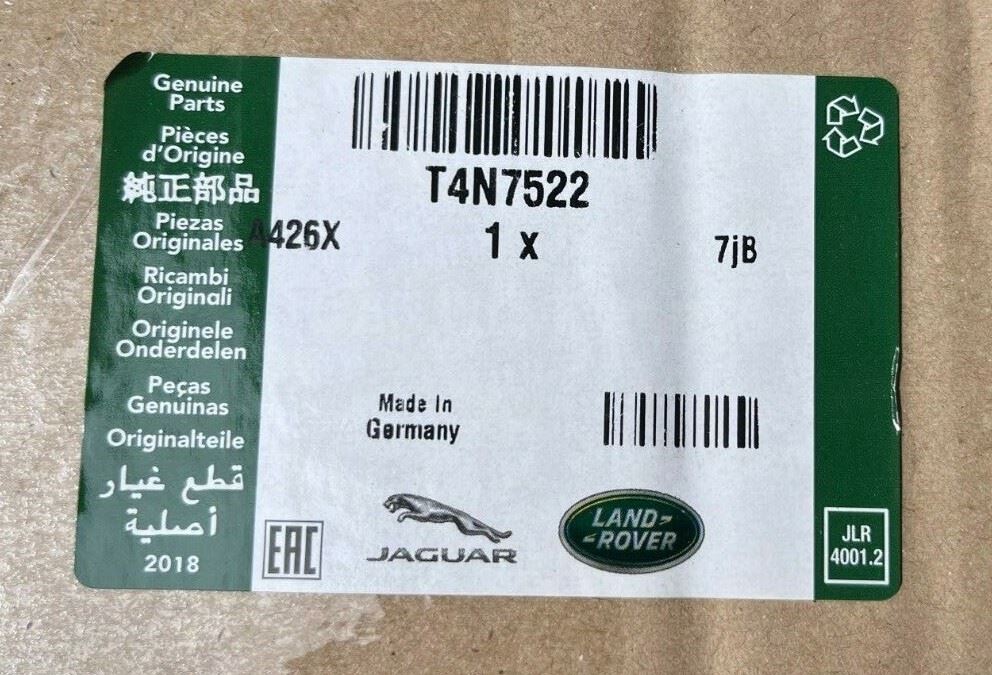 Genuine
Parts
Pièces
d'Origine
純正部品
Piezas
Originales
Ricambi
Originali
Originele
Onderdelen
Peças
Genuinas
Originalteile
قطع غيار
أصلية
2018
T4N7522
A426X 1 x 7jB
Made In
Germany
EAC
JAGUAR
LAND-
-ROVER
JLR
4001.2